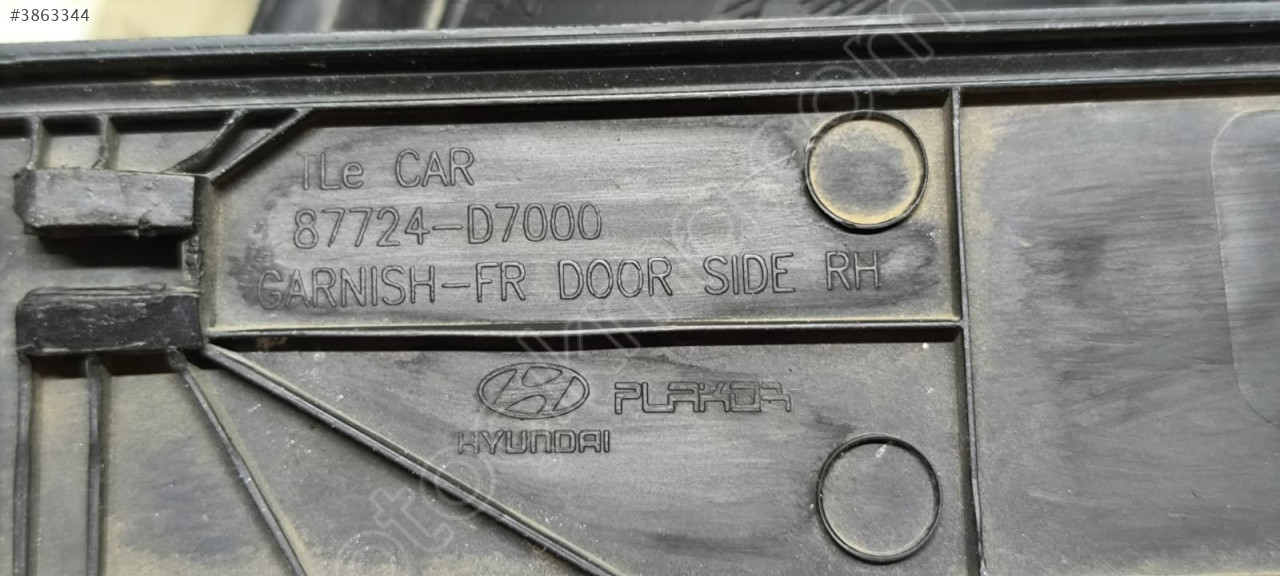 #3863344
TLe CAR
87724-D7000
GARNISH-FR DOOR SIDE RH
PLAKOR
HYUNDAI